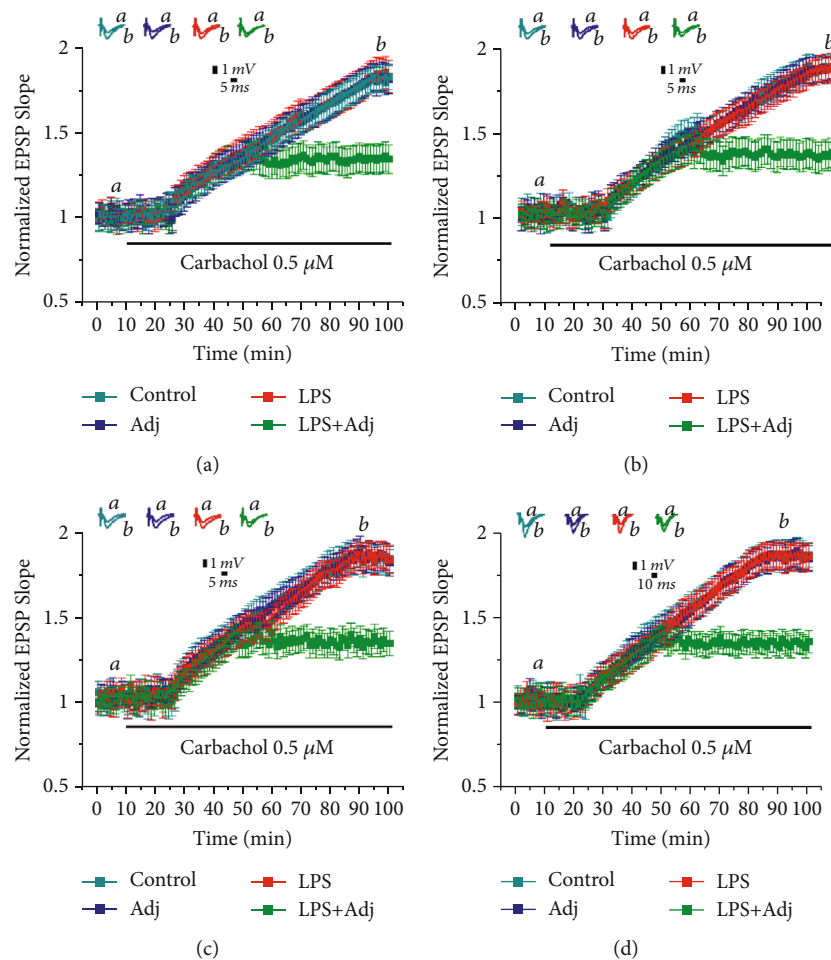 a a a a
b b b b
b
1 mV
5 ms
a
2
1.5
1
0.5
Normalized EPSP Slope
Carbachol 0.5 μM
0 10 20 30 40 50 60 70 80 90 100
Time (min)
Control LPS
Adj LPS+Adj
(a)
a a a a
b b b b
b
1 mV
5 ms
a
2
1.5
1
0.5
Normalized EPSP Slope
Carbachol 0.5 μM
0 10 20 30 40 50 60 70 80 90 100
Time (min)
Control LPS
Adj LPS+Adj
(b)
a a a a
b b b b
b
1 mV
5 ms
a
2
1.5
1
0.5
Normalized EPSP Slope
Carbachol 0.5 μM
0 10 20 30 40 50 60 70 80 90 100
Time (min)
Control LPS
Adj LPS+Adj
(c)
a a a a
b b b b
b
1 mV
10 ms
a
2
1.5
1
0.5
Normalized EPSP Slope
Carbachol 0.5 μM
0 10 20 30 40 50 60 70 80 90 100
Time (min)
Control LPS
Adj LPS+Adj
(d)